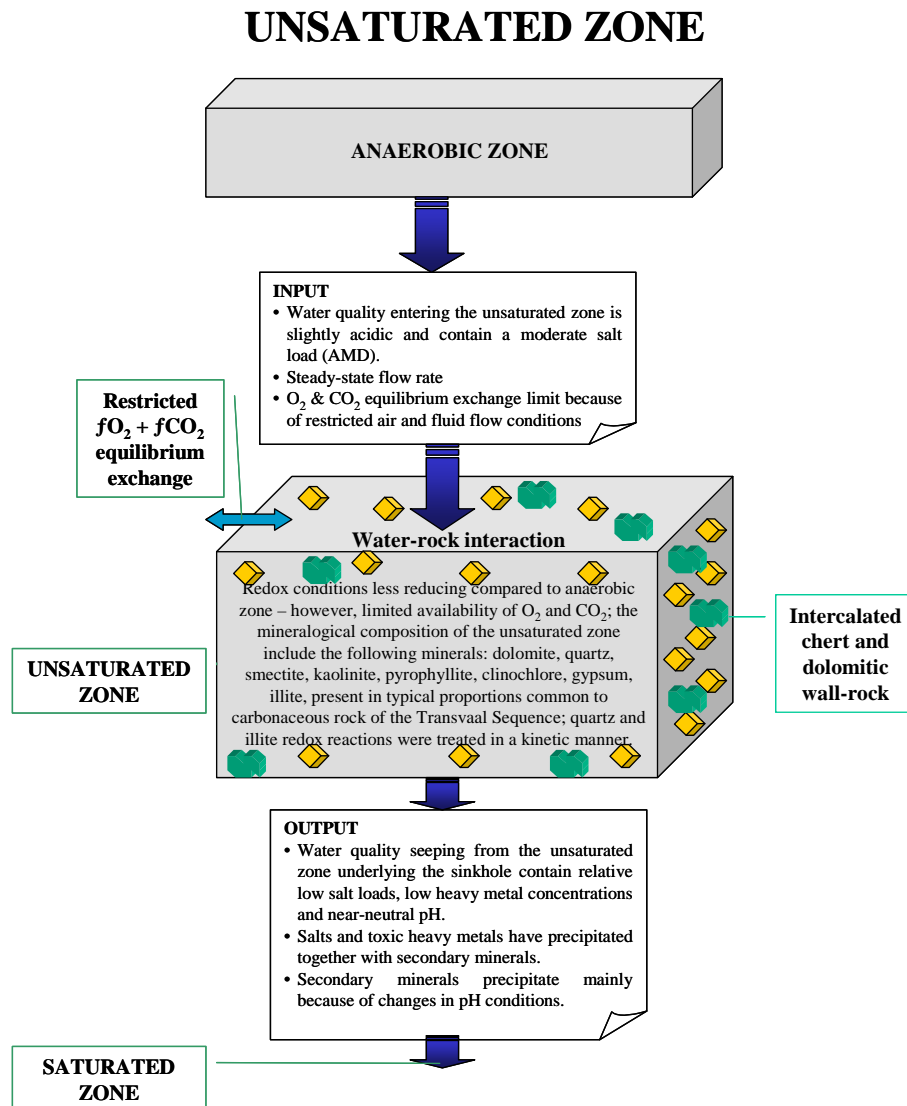 UNSATURATED ZONE
ANAEROBIC ZONE
INPUT
• Water quality entering the unsaturated zone is
slightly acidic and contain a moderate salt
load (AMD).
• Steady-state flow rate
• O₂ & CO₂ equilibrium exchange limit because
of restricted air and fluid flow conditions
Restricted
ƒO₂ + ƒCO₂
equilibrium
exchange
Water-rock interaction
Redox conditions less reducing compared to anaerobic
zone – however, limited availability of O₂ and CO₂; the
mineralogical composition of the unsaturated zone
include the following minerals: dolomite, quartz,
smectite, kaolinite, pyrophyllite, clinochlore, gypsum,
illite, present in typical proportions common to
carbonaceous rock of the Transvaal Sequence; quartz and
illite redox reactions were treated in a kinetic manner.
UNSATURATED
ZONE
Intercalated
chert and
dolomitic
wall-rock
OUTPUT
• Water quality seeping from the unsaturated
zone underlying the sinkhole contain relative
low salt loads, low heavy metal concentrations
and near-neutral pH.
• Salts and toxic heavy metals have precipitated
together with secondary minerals.
• Secondary minerals precipitate mainly
because of changes in pH conditions.
SATURATED
ZONE